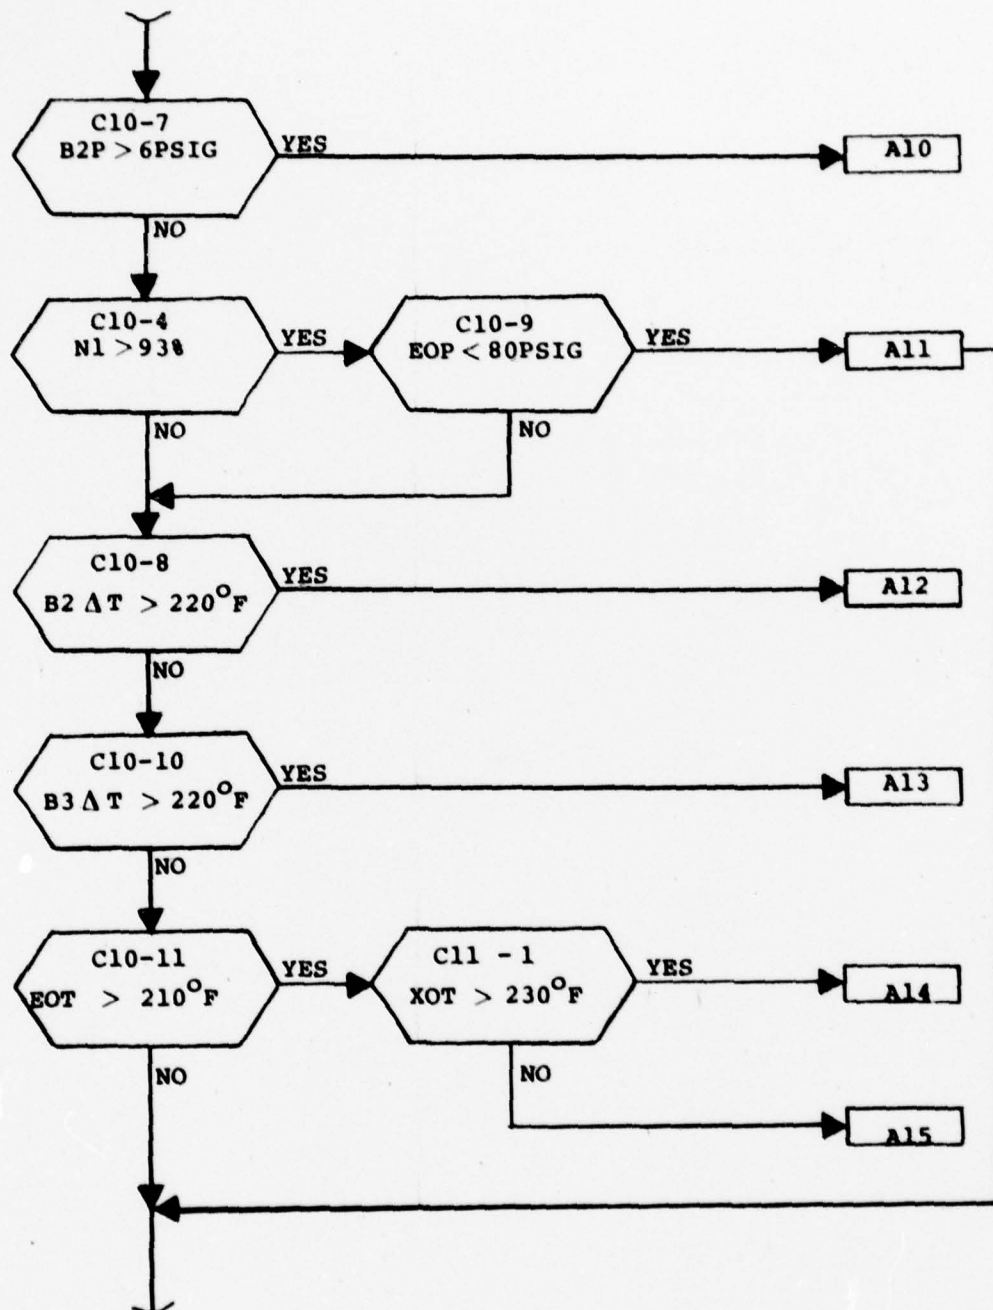 C10-7
B2P > 6PSIG
YES
A10
NO
C10-4
N1 > 93%
YES
C10-9
EOP < 80PSIG
YES
A11
NO
NO
C10-8
B2 ΔT > 220°F
YES
A12
NO
C10-10
B3 ΔT > 220°F
YES
A13
NO
C10-11
EOT > 210°F
YES
C11 - 1
XOT > 230°F
YES
A14
NO
NO
A15